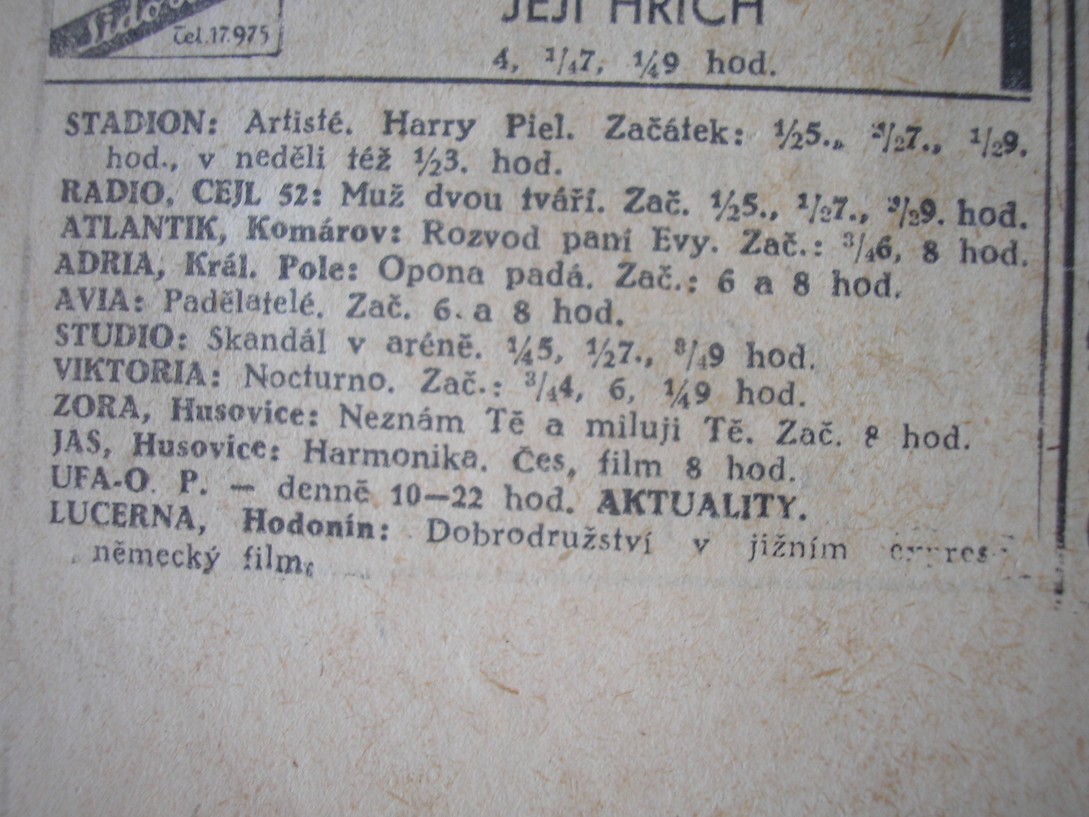 čel.17.975
JEJÍ HŘÍCH
4, 1/47, 1/49 hod.
STADION: Artisté. Harry Piel. Začátek: 1/25., 1/27., 1/29.
hod., v neděli též 1/23. hod.
RADIO, CEJL 52: Muž dvou tváří. Zač. 1/25., 1/27., 1/29. hod.
ATLANTIK, Komárov: Rozvod paní Evy. Zač.: 3/46, 8 hod.
ADRIA, Král. Pole: Opona padá. Zač.: 6 a 8 hod.
AVIA: Padělatelé. Zač. 6. a 8 hod.
STUDIO: Skandál v aréně. 1/45, 1/27., 3/49 hod.
VIKTORIA: Nocturno. Zač.: 3/44, 6, 1/49 hod.
ZORA, Husovice: Neznám Tě a miluji Tě. Zač. 8 hod.
JAS, Husovice: Harmonika. Čes, film 8 hod.
UFA-O. P. — denně 10—22 hod. AKTUALITY.
LUCERNA, Hodonín: Dobrodružství v jižním
německý film,